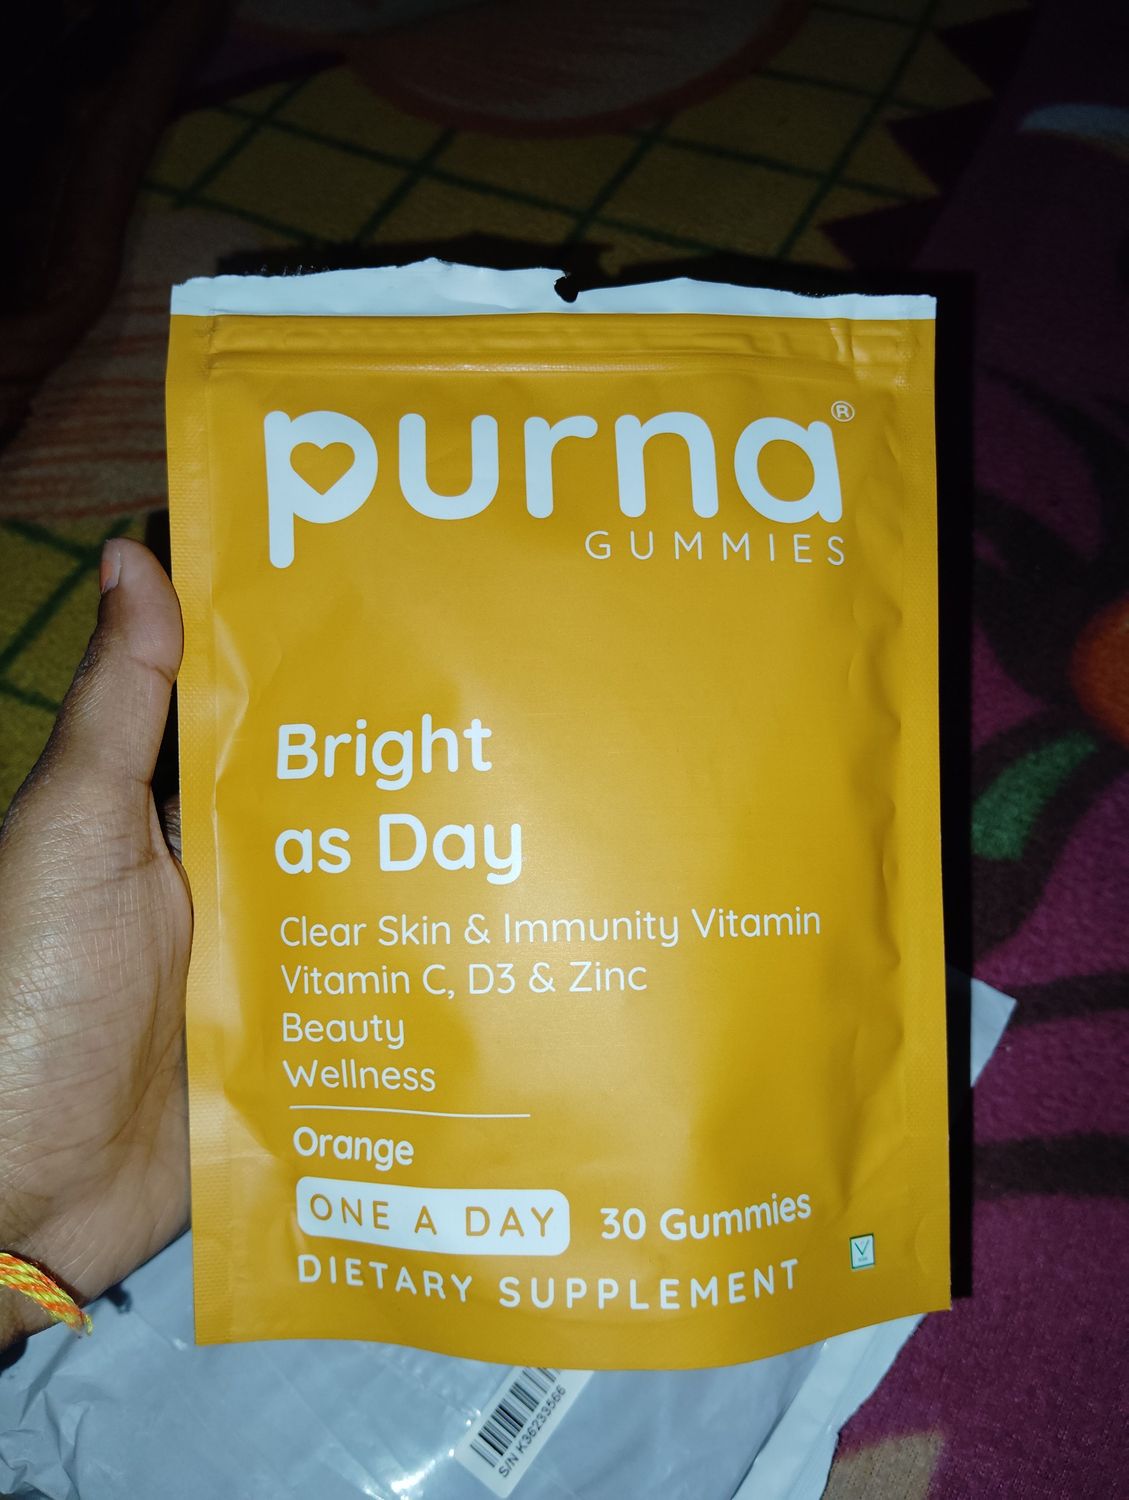 purna®
GUMMIES
Bright
as Day
Clear Skin & Immunity Vitamin
Vitamin C, D3 & Zinc
Beauty
Wellness
Orange
ONE A DAY 30 Gummies
DIETARY SUPPLEMENT
S/N K36233566